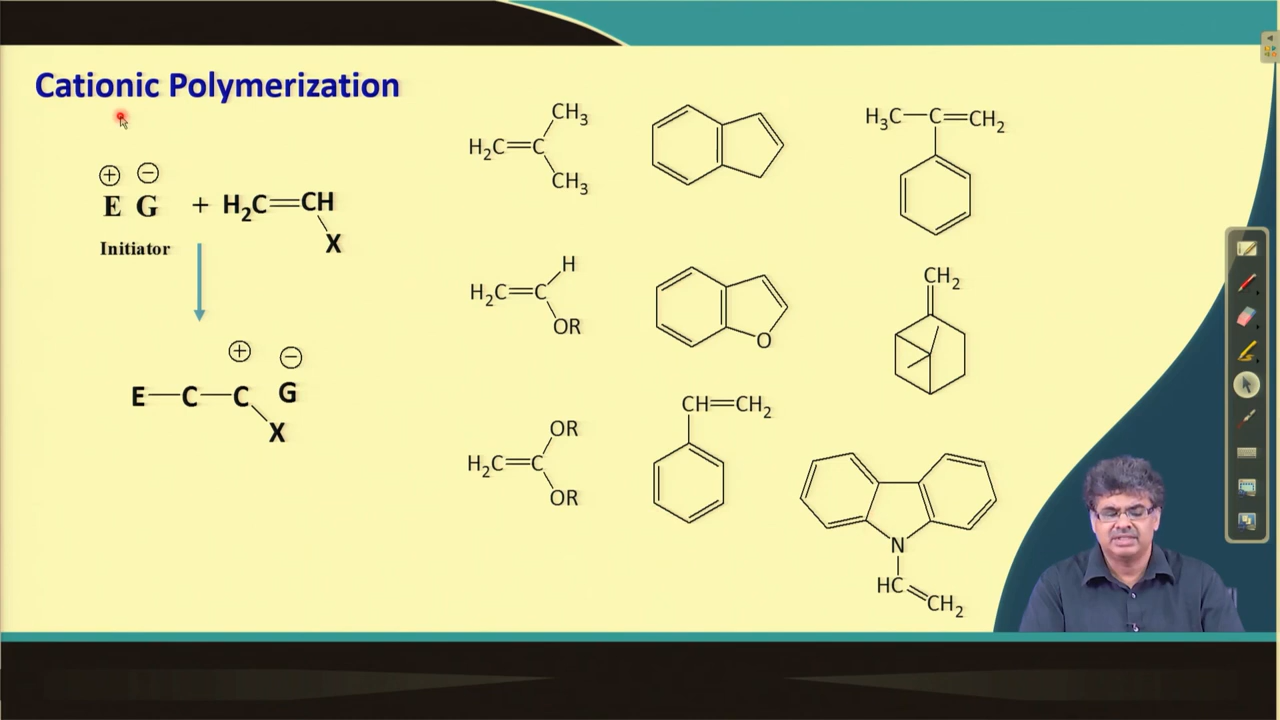 Cationic Polymerization
⊕ ⊖
E G + H₂C=CH
X
Initiator
⊕ ⊖
E—C—C G
X
CH₃
H₂C=C
CH₃
H₃C—C=CH₂
H
H₂C=C
OR
O
CH₂
OR
H₂C=C
OR
CH=CH₂
N
HC
CH₂